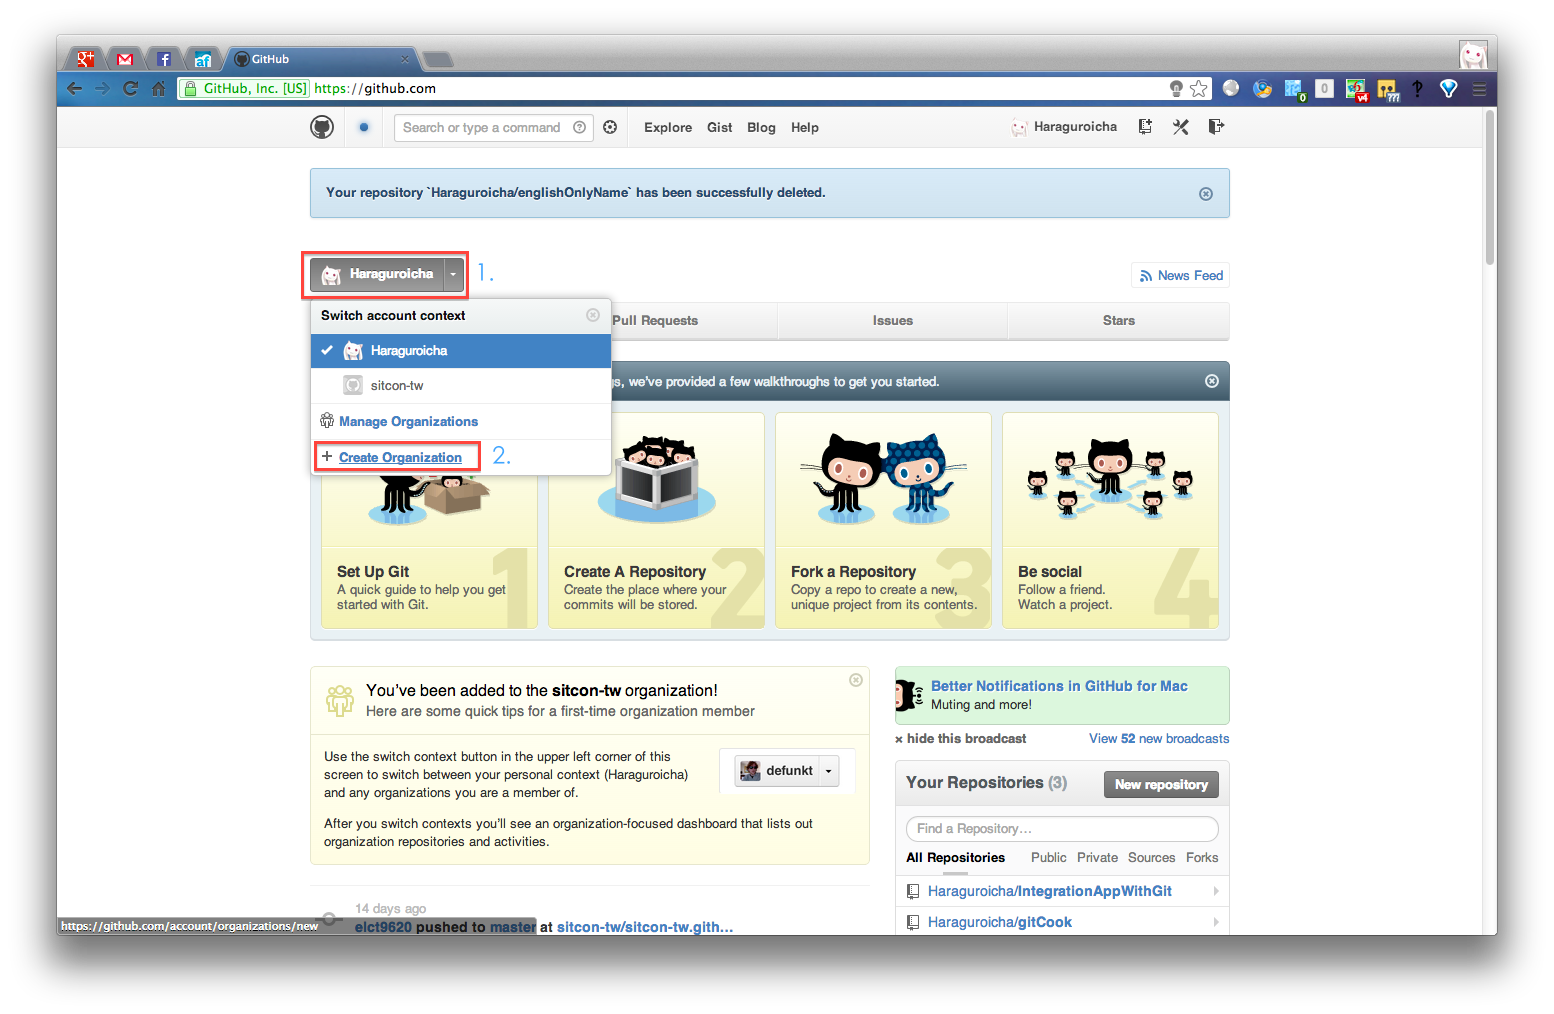 GitHub
GitHub, Inc. [US] https://github.com
Search or type a command
Explore Gist Blog Help
Haraguroicha
Your repository `Haraguroicha/englishOnlyName` has been successfully deleted.
Haraguroicha
1.
News Feed
Switch account context
Pull Requests
Issues
Stars
Haraguroicha
sitcon-tw
gs, we've provided a few walkthroughs to get you started.
Manage Organizations
Create Organization
2.
Set Up Git
A quick guide to help you get
started with Git.
1
Create A Repository
Create the place where your
commits will be stored.
2
Fork a Repository
Copy a repo to create a new,
unique project from its contents.
3
Be social
Follow a friend.
Watch a project.
4
You've been added to the sitcon-tw organization!
Here are some quick tips for a first-time organization member
Use the switch context button in the upper left corner of this
screen to switch between your personal context (Haraguroicha)
and any organizations you are a member of.
defunkt
After you switch contexts you'll see an organization-focused dashboard that lists out
organization repositories and activities.
Better Notifications in GitHub for Mac
Muting and more!
hide this broadcast
View 52 new broadcasts
Your Repositories (3)
New repository
Find a Repository...
All Repositories Public Private Sources Forks
Haraguroicha/IntegrationAppWithGit
Haraguroicha/gitCook
14 days ago
elct9620 pushed to master at sitcon-tw/sitcon-tw.gith...
https://github.com/account/organizations/new